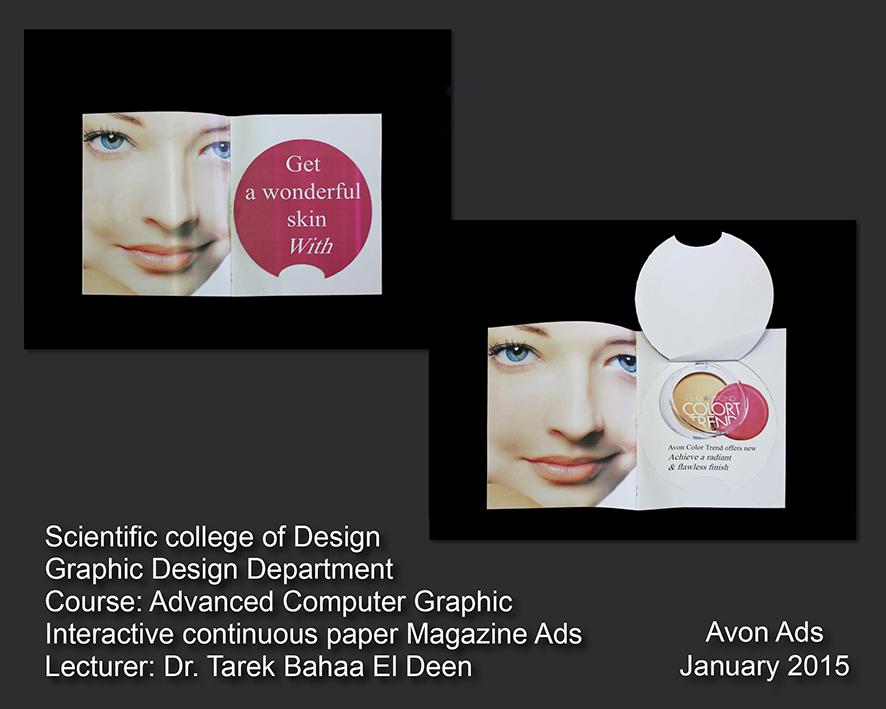 Get
a wonderful
skin
With
COLORT
TREND
Avon Color Trend offers new
Achieve a radiant
& flawless finish
Scientific college of Design
Graphic Design Department
Course: Advanced Computer Graphic
Interactive continuous paper Magazine Ads
Lecturer: Dr. Tarek Bahaa El Deen
Avon Ads
January 2015